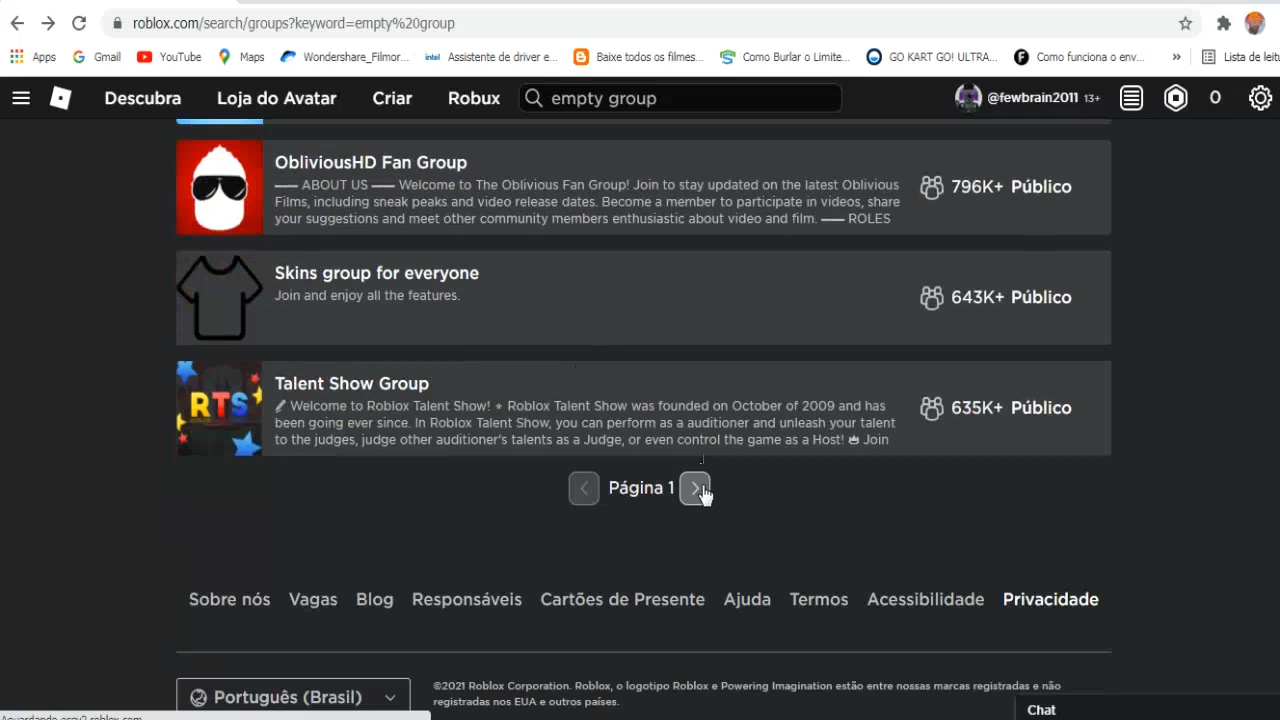 roblox.com/search/groups?keyword=empty%20group
Apps Gmail YouTube Maps Wondershare_Filmor... Assistente de driver e... Baixe todos os filmes... Como Burlar o Limite... GO KART GO! ULTRA... Como funciona o env... » Lista de leitu
Descubra Loja do Avatar Criar Robux empty group @fewbrain2011 13+ 0
ObliviousHD Fan Group
—— ABOUT US —— Welcome to The Oblivious Fan Group! Join to stay updated on the latest Oblivious
Films, including sneak peaks and video release dates. Become a member to participate in videos, share
your suggestions and meet other community members enthusiastic about video and film. —— ROLES
796K+ Público
Skins group for everyone
Join and enjoy all the features.
643K+ Público
Talent Show Group
Welcome to Roblox Talent Show! Roblox Talent Show was founded on October of 2009 and has
been going ever since. In Roblox Talent Show, you can perform as a auditioner and unleash your talent
to the judges, judge other auditioner's talents as a Judge, or even control the game as a Host! Join
635K+ Público
RTS
Página 1
Sobre nós Vagas Blog Responsáveis Cartões de Presente Ajuda Termos Acessibilidade Privacidade
Português (Brasil)
©2021 Roblox Corporation. Roblox, o logotipo Roblox e Powering Imagination estão entre nossas marcas registradas e não
registradas nos EUA e outros países.
Chat